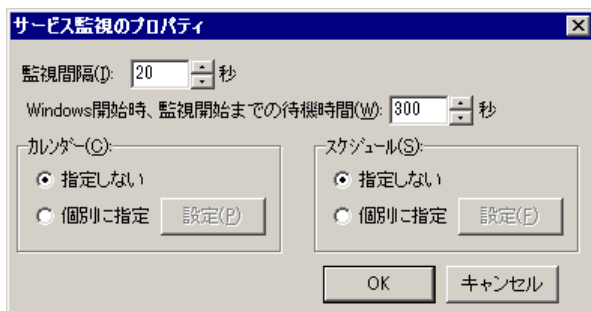 サービス監視のプロパティ
監視間隔(I): 20 秒
Windows開始時、監視開始までの待機時間(W): 300 秒
カレンダー(C):
指定しない
個別に指定 設定(P)
スケジュール(S):
指定しない
個別に指定 設定(F)
OK キャンセル